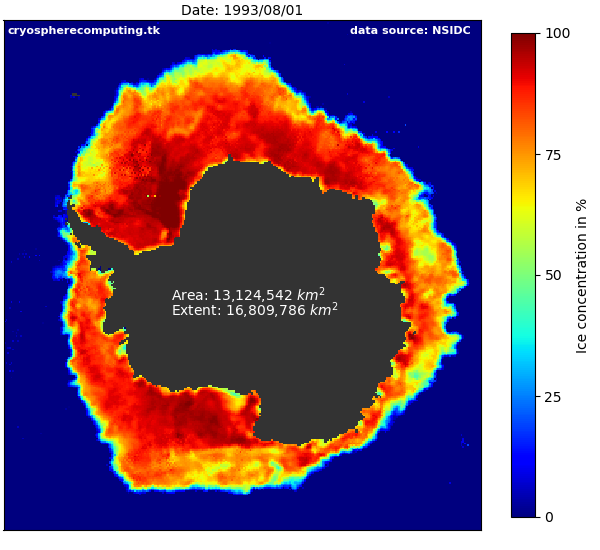 Date: 1993/08/01
cryospherecomputing.tk
data source: NSIDC
100
75
50
25
0
Ice concentration in %
Area: 13,124,542 km²
Extent: 16,809,786 km²